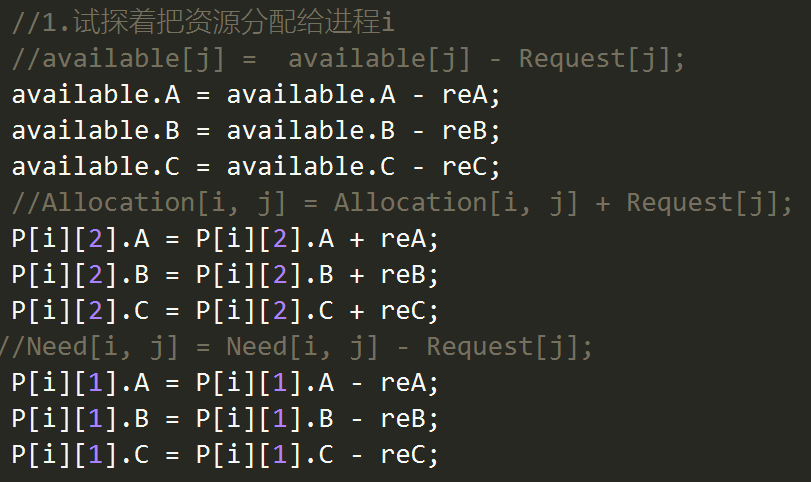 //1.试探着把资源分配给进程i
//available[j] =  available[j] - Request[j];
available.A = available.A - reA;
available.B = available.B - reB;
available.C = available.C - reC;
//Allocation[i, j] = Allocation[i, j] + Request[j];
P[i][2].A = P[i][2].A + reA;
P[i][2].B = P[i][2].B + reB;
P[i][2].C = P[i][2].C + reC;
//Need[i, j] = Need[i, j] - Request[j];
P[i][1].A = P[i][1].A - reA;
P[i][1].B = P[i][1].B - reB;
P[i][1].C = P[i][1].C - reC;